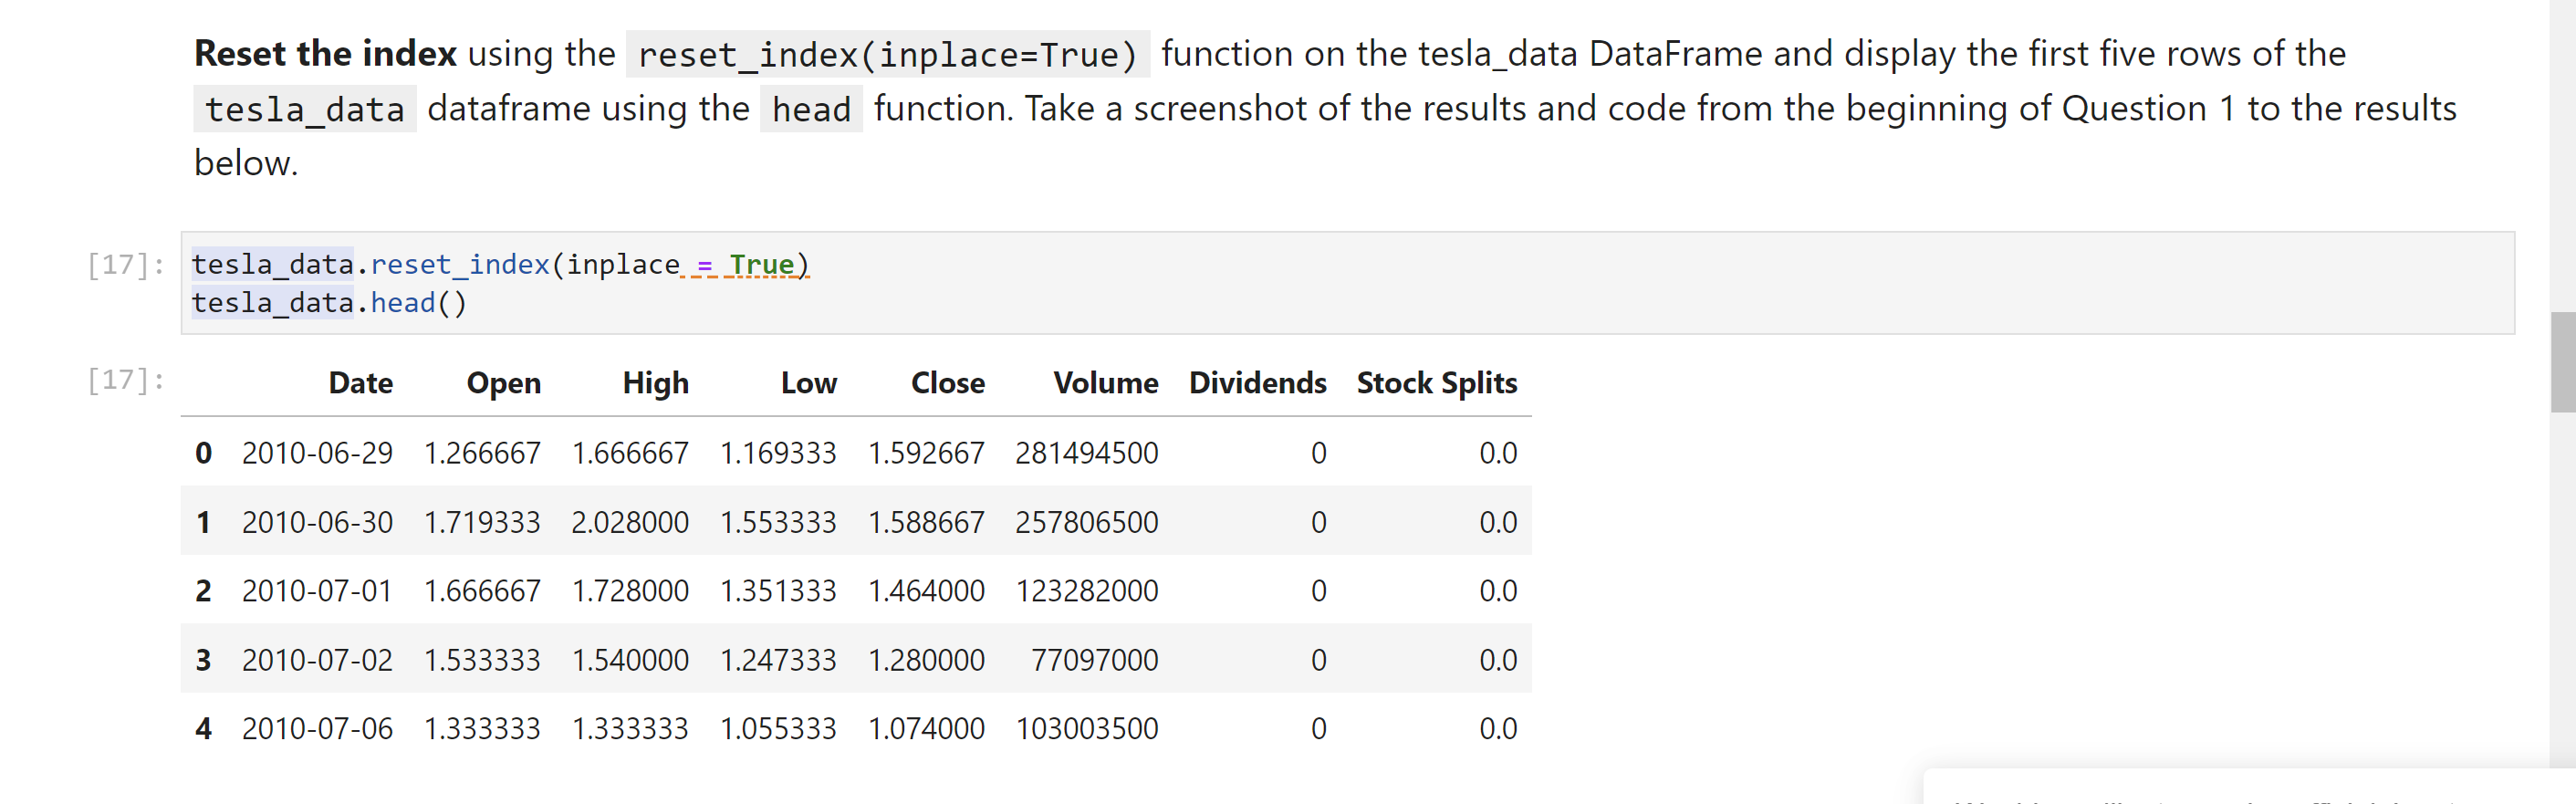 Reset the index using the reset_index(inplace=True) function on the tesla_data DataFrame and display the first five rows of the
tesla_data dataframe using the head function. Take a screenshot of the results and code from the beginning of Question 1 to the results
below.
[17]: tesla_data.reset_index(inplace = True)
tesla_data.head()
[17]: Date Open High Low Close Volume Dividends Stock Splits
0 2010-06-29 1.266667 1.666667 1.169333 1.592667 281494500 0 0.0
1 2010-06-30 1.719333 2.028000 1.553333 1.588667 257806500 0 0.0
2 2010-07-01 1.666667 1.728000 1.351333 1.464000 123282000 0 0.0
3 2010-07-02 1.533333 1.540000 1.247333 1.280000 77097000 0 0.0
4 2010-07-06 1.333333 1.333333 1.055333 1.074000 103003500 0 0.0